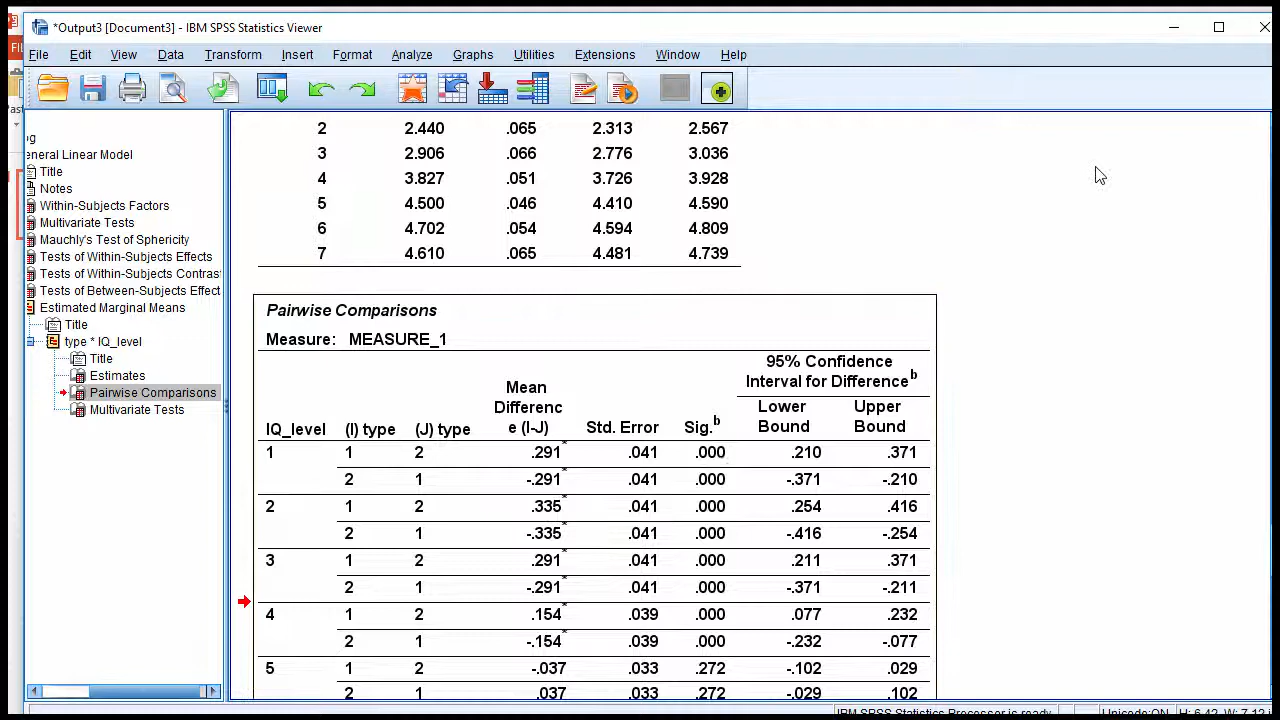 *Output3 [Document3] - IBM SPSS Statistics Viewer
File Edit View Data Transform Insert Format Analyze Graphs Utilities Extensions Window Help
ng
eneral Linear Model
Title
Notes
Within-Subjects Factors
Multivariate Tests
Mauchly's Test of Sphericity
Tests of Within-Subjects Effects
Tests of Within-Subjects Contras
Tests of Between-Subjects Effect
Estimated Marginal Means
Title
type * IQ_level
Title
Estimates
Pairwise Comparisons
Multivariate Tests
2 2.440 .065 2.313 2.567
3 2.906 .066 2.776 3.036
4 3.827 .051 3.726 3.928
5 4.500 .046 4.410 4.590
6 4.702 .054 4.594 4.809
7 4.610 .065 4.481 4.739
Pairwise Comparisons
Measure: MEASURE_1
95% Confidence
Interval for Difference b
Mean
Differenc
Lower Upper
IQ_level (I) type (J) type e (I-J) Std. Error Sig. b Bound Bound
1 1 2 .291* .041 .000 .210 .371
2 1 -.291* .041 .000 -.371 -.210
2 1 2 .335* .041 .000 .254 .416
2 1 -.335* .041 .000 -.416 -.254
3 1 2 .291* .041 .000 .211 .371
2 1 -.291* .041 .000 -.371 -.211
4 1 2 .154* .039 .000 .077 .232
2 1 -.154* .039 .000 -.232 -.077
5 1 2 -.037 .033 .272 -.102 .029
2 1 .037 .033 .272 -.029 .102
IBM SPSS Statistics Processor is ready Unicode:ON H: 6.42, W: 7.12 i